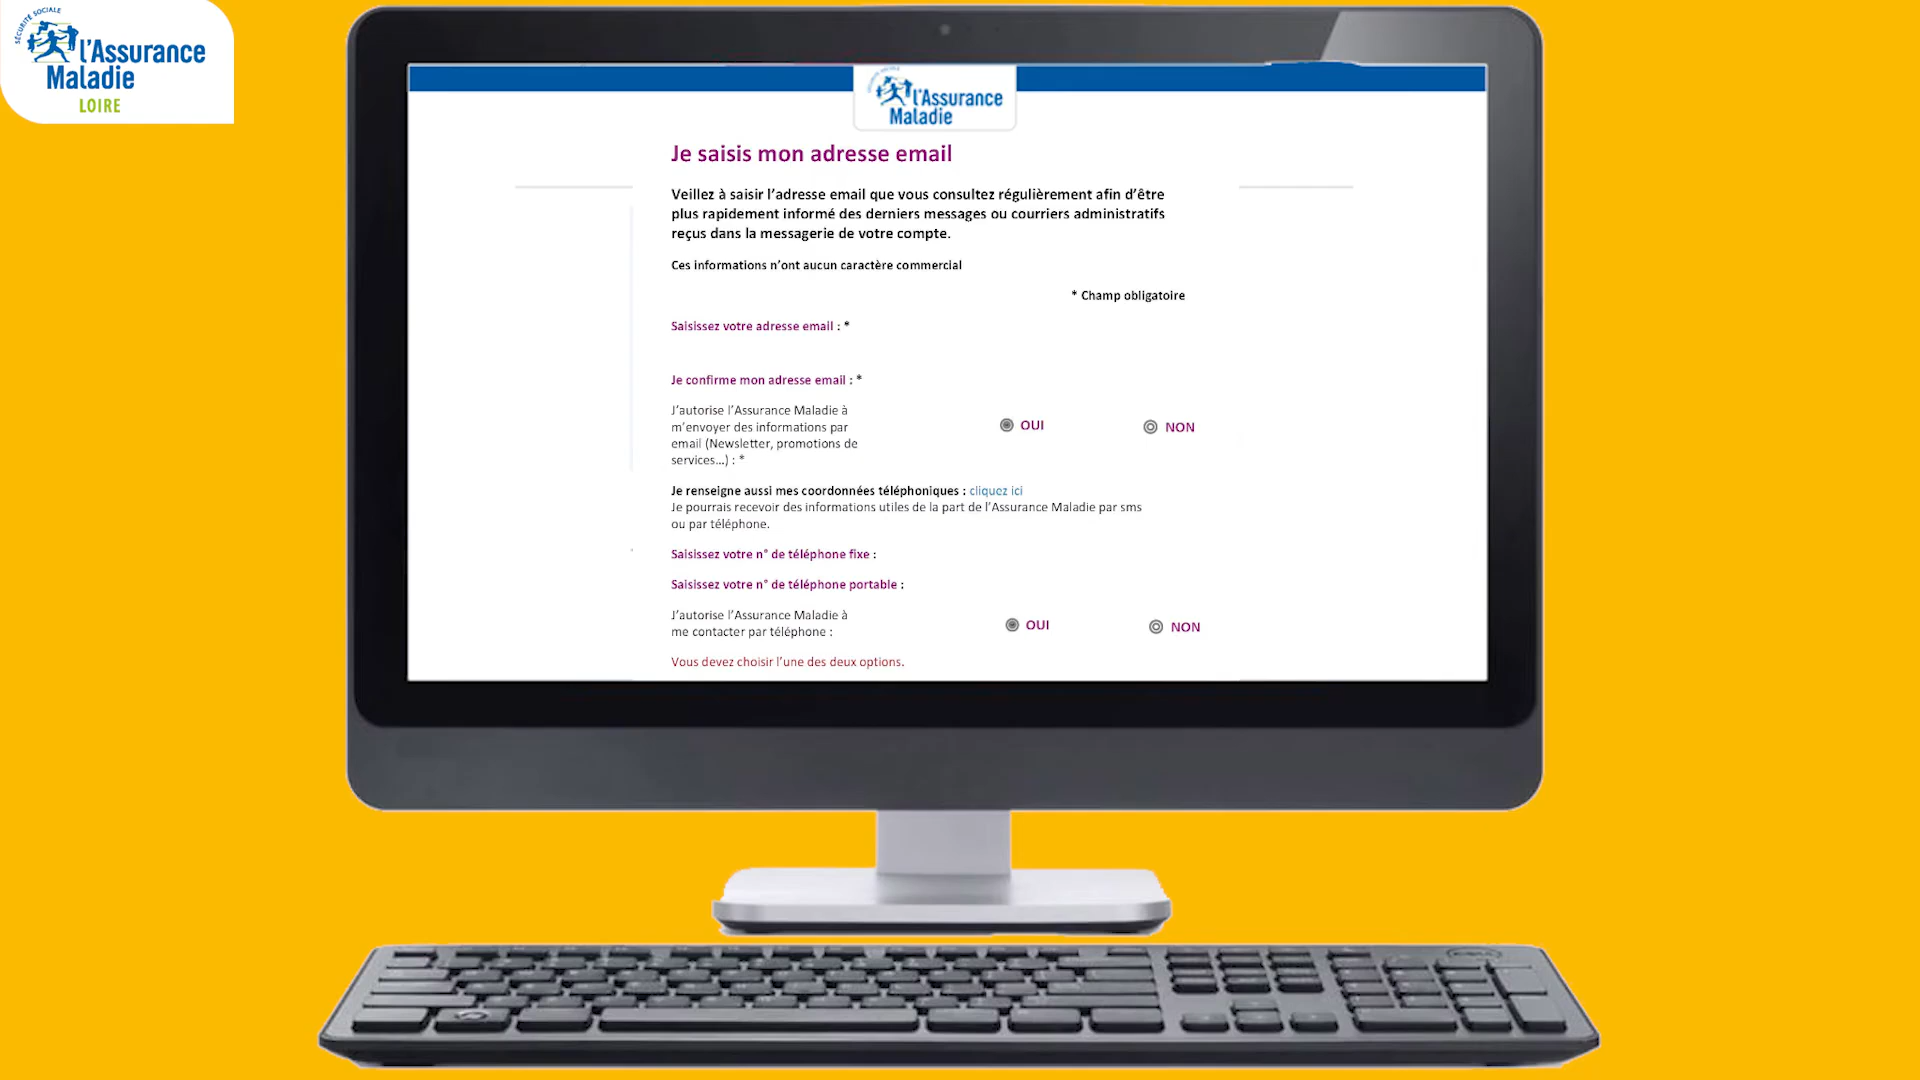 SÉCURITÉ SOCIALE
l'Assurance
Maladie
LOIRE
l'Assurance
Maladie
Je saisis mon adresse email
Veillez à saisir l'adresse email que vous consultez régulièrement afin d'être
plus rapidement informé des derniers messages ou courriers administratifs
reçus dans la messagerie de votre compte.
Ces informations n'ont aucun caractère commercial
* Champ obligatoire
Saisissez votre adresse email : *
Je confirme mon adresse email : *
J'autorise l'Assurance Maladie à
m'envoyer des informations par
email (Newsletter, promotions de
services...) : *
OUI NON
Je renseigne aussi mes coordonnées téléphoniques : cliquez ici
Je pourrais recevoir des informations utiles de la part de l'Assurance Maladie par sms
ou par téléphone.
Saisissez votre n° de téléphone fixe :
Saisissez votre n° de téléphone portable :
J'autorise l'Assurance Maladie à
me contacter par téléphone :
OUI NON
Vous devez choisir l'une des deux options.